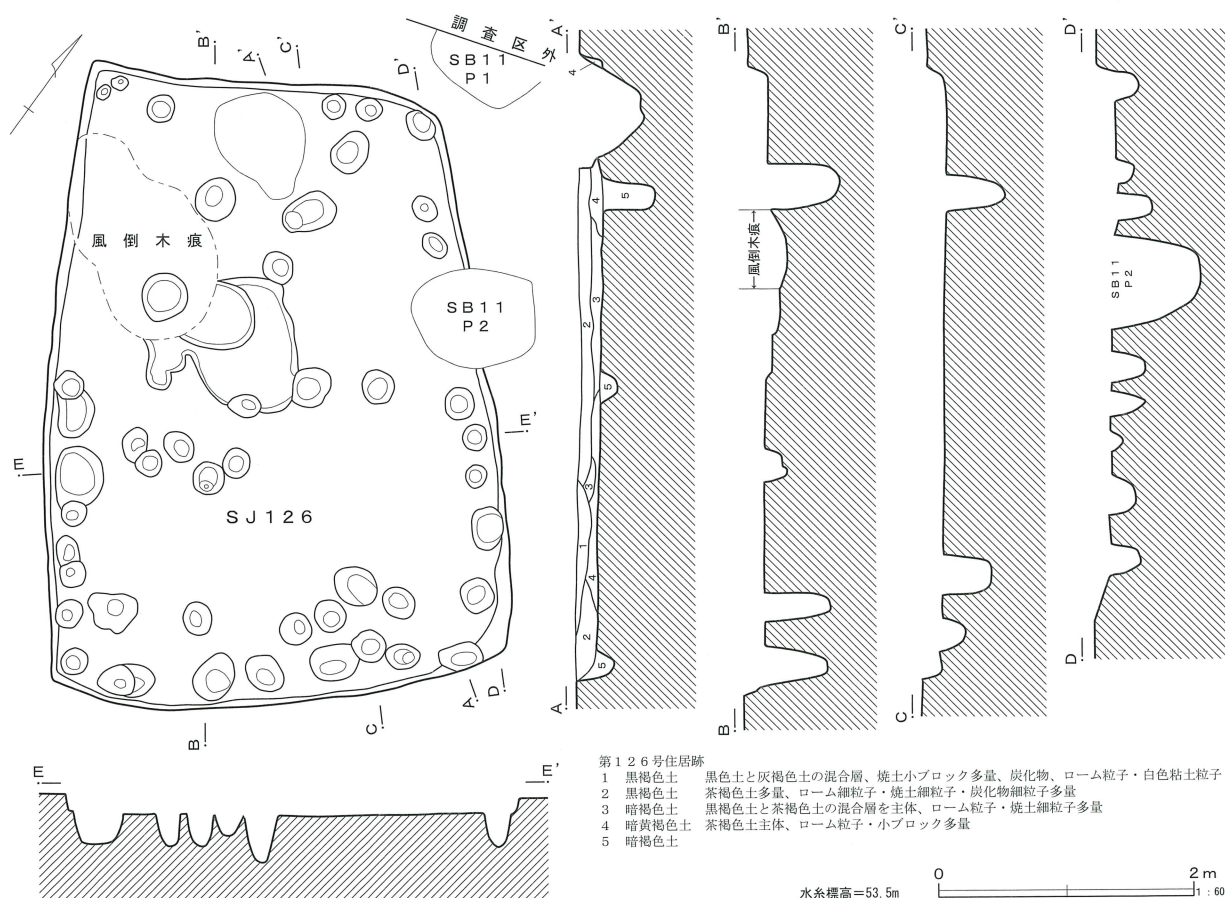 調査区外
SB11
P1
B'
A'
C'
D'
風倒木痕
SB11
P2
E
E'
SJ126
A
D
B
C
A'
4
4
5
3
2
5
3
1
4
2
5
A
B'
風倒木痕
B
C'
C
D'
SB11
P2
D
E
E'
第126号住居跡
1 黒褐色土 黒色土と灰褐色土の混合層、焼土小ブロック多量、炭化物、ローム粒子・白色粘土粒子
2 黒褐色土 茶褐色土多量、ローム細粒子・焼土細粒子・炭化物細粒子多量
3 暗褐色土 黒褐色土と茶褐色土の混合層を主体、ローム粒子・焼土細粒子多量
4 暗黄褐色土 茶褐色土主体、ローム粒子・小ブロック多量
5 暗褐色土
水糸標高=53.5m
0 2m
1:60